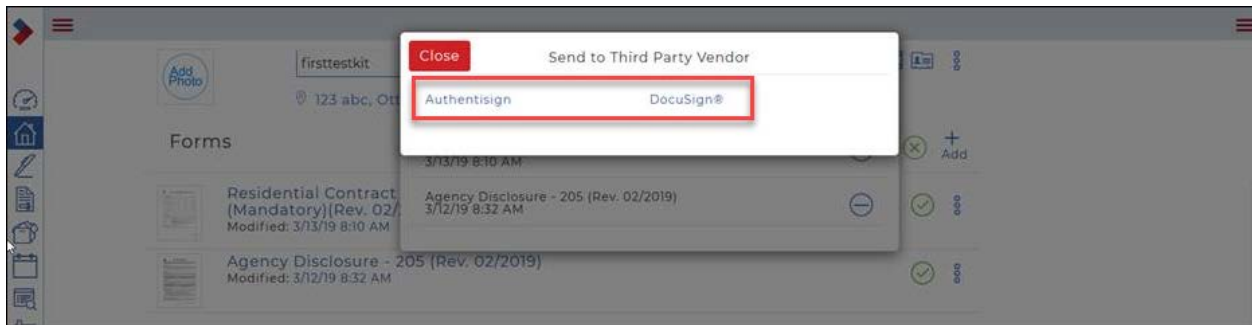 Close
Send to Third Party Vendor
Authentisign
DocuSign®
Add
Photo
firsttestkit
123 abc, Ott
Forms
Add
3/13/19 8:10 AM
Residential Contract
(Mandatory)(Rev. 02/
Modified: 3/13/19 8:10 AM
Agency Disclosure - 205 (Rev. 02/2019)
3/12/19 8:32 AM
Agency Disclosure - 205 (Rev. 02/2019)
Modified: 3/12/19 8:32 AM